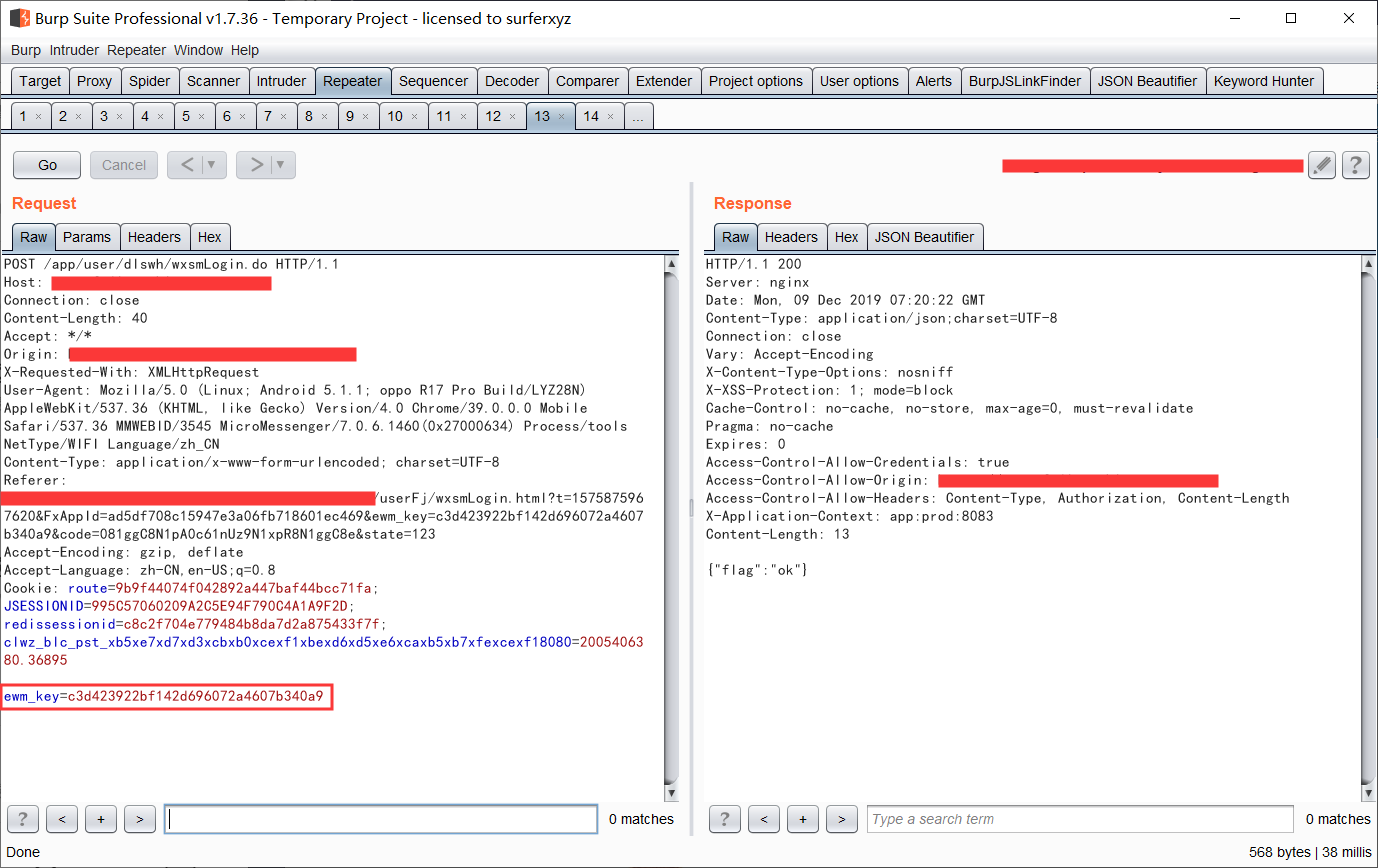 Burp Suite Professional v1.7.36 - Temporary Project - licensed to surferxyz
Burp Intruder Repeater Window Help
Target Proxy Spider Scanner Intruder Repeater Sequencer Decoder Comparer Extender Project options User options Alerts BurpJSLinkFinder JSON Beautifier Keyword Hunter
1 × 2 × 3 × 4 × 5 × 6 × 7 × 8 × 9 × 10 × 11 × 12 × 13 × 14 × ...
Go Cancel < ▼ > ▼ ?
Request
Raw Params Headers Hex
POST /app/user/dlswh/wxsmLogin.do HTTP/1.1
Host:
Connection: close
Content-Length: 40
Accept: */*
Origin:
X-Requested-With: XMLHttpRequest
User-Agent: Mozilla/5.0 (Linux; Android 5.1.1; oppo R17 Pro Build/LYZ28N)
AppleWebKit/537.36 (KHTML, like Gecko) Version/4.0 Chrome/39.0.0.0 Mobile
Safari/537.36 MMWEBID/3545 MicroMessenger/7.0.6.1460(0x27000634) Process/tools
NetType/WIFI Language/zh_CN
Content-Type: application/x-www-form-urlencoded; charset=UTF-8
Referer:
/userFj/wxsmLogin.html?t=157587596
7620&FxAppId=ad5df708c15947e3a06fb718601ec469&ewm_key=c3d423922bf142d696072a4607
b340a9&code=081ggC8N1pA0c61nUz9N1xpR8N1ggC8e&state=123
Accept-Encoding: gzip, deflate
Accept-Language: zh-CN,en-US;q=0.8
Cookie: route=9b9f44074f042892a447baf44bcc71fa;
JSESSIONID=995C57060209A2C5E94F790C4A1A9F2D;
redissessionid=c8c2f704e779484b8da7d2a875433f7f;
clwz_blc_pst_xb5xe7xd7xd3xcbxb0xcexf1xbexd6xd5xe6xcaxb5xb7xfexcexf18080=20054063
80.36895
ewm_key=c3d423922bf142d696072a4607b340a9
? < + > 0 matches
Response
Raw Headers Hex JSON Beautifier
HTTP/1.1 200
Server: nginx
Date: Mon, 09 Dec 2019 07:20:22 GMT
Content-Type: application/json;charset=UTF-8
Connection: close
Vary: Accept-Encoding
X-Content-Type-Options: nosniff
X-XSS-Protection: 1; mode=block
Cache-Control: no-cache, no-store, max-age=0, must-revalidate
Pragma: no-cache
Expires: 0
Access-Control-Allow-Credentials: true
Access-Control-Allow-Origin:
Access-Control-Allow-Headers: Content-Type, Authorization, Content-Length
X-Application-Context: app:prod:8083
Content-Length: 13
{"flag":"ok"}
? < + > Type a search term 0 matches
Done 568 bytes | 38 millis